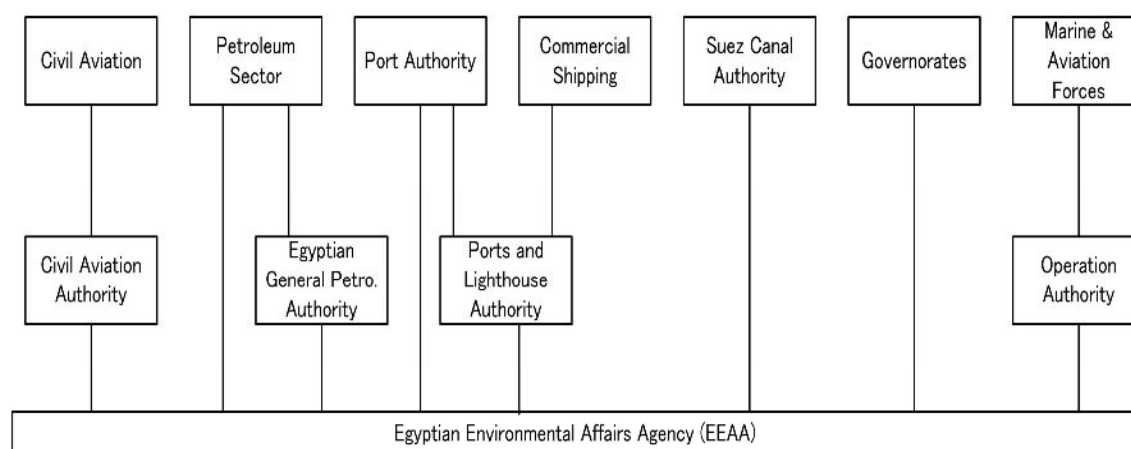 Civil Aviation
Petroleum
Sector
Port Authority
Commercial
Shipping
Suez Canal
Authority
Governorates
Marine &
Aviation
Forces
Civil Aviation
Authority
Egyptian
General Petro.
Authority
Ports and
Lighthouse
Authority
Operation
Authority
Egyptian Environmental Affairs Agency (EEAA)